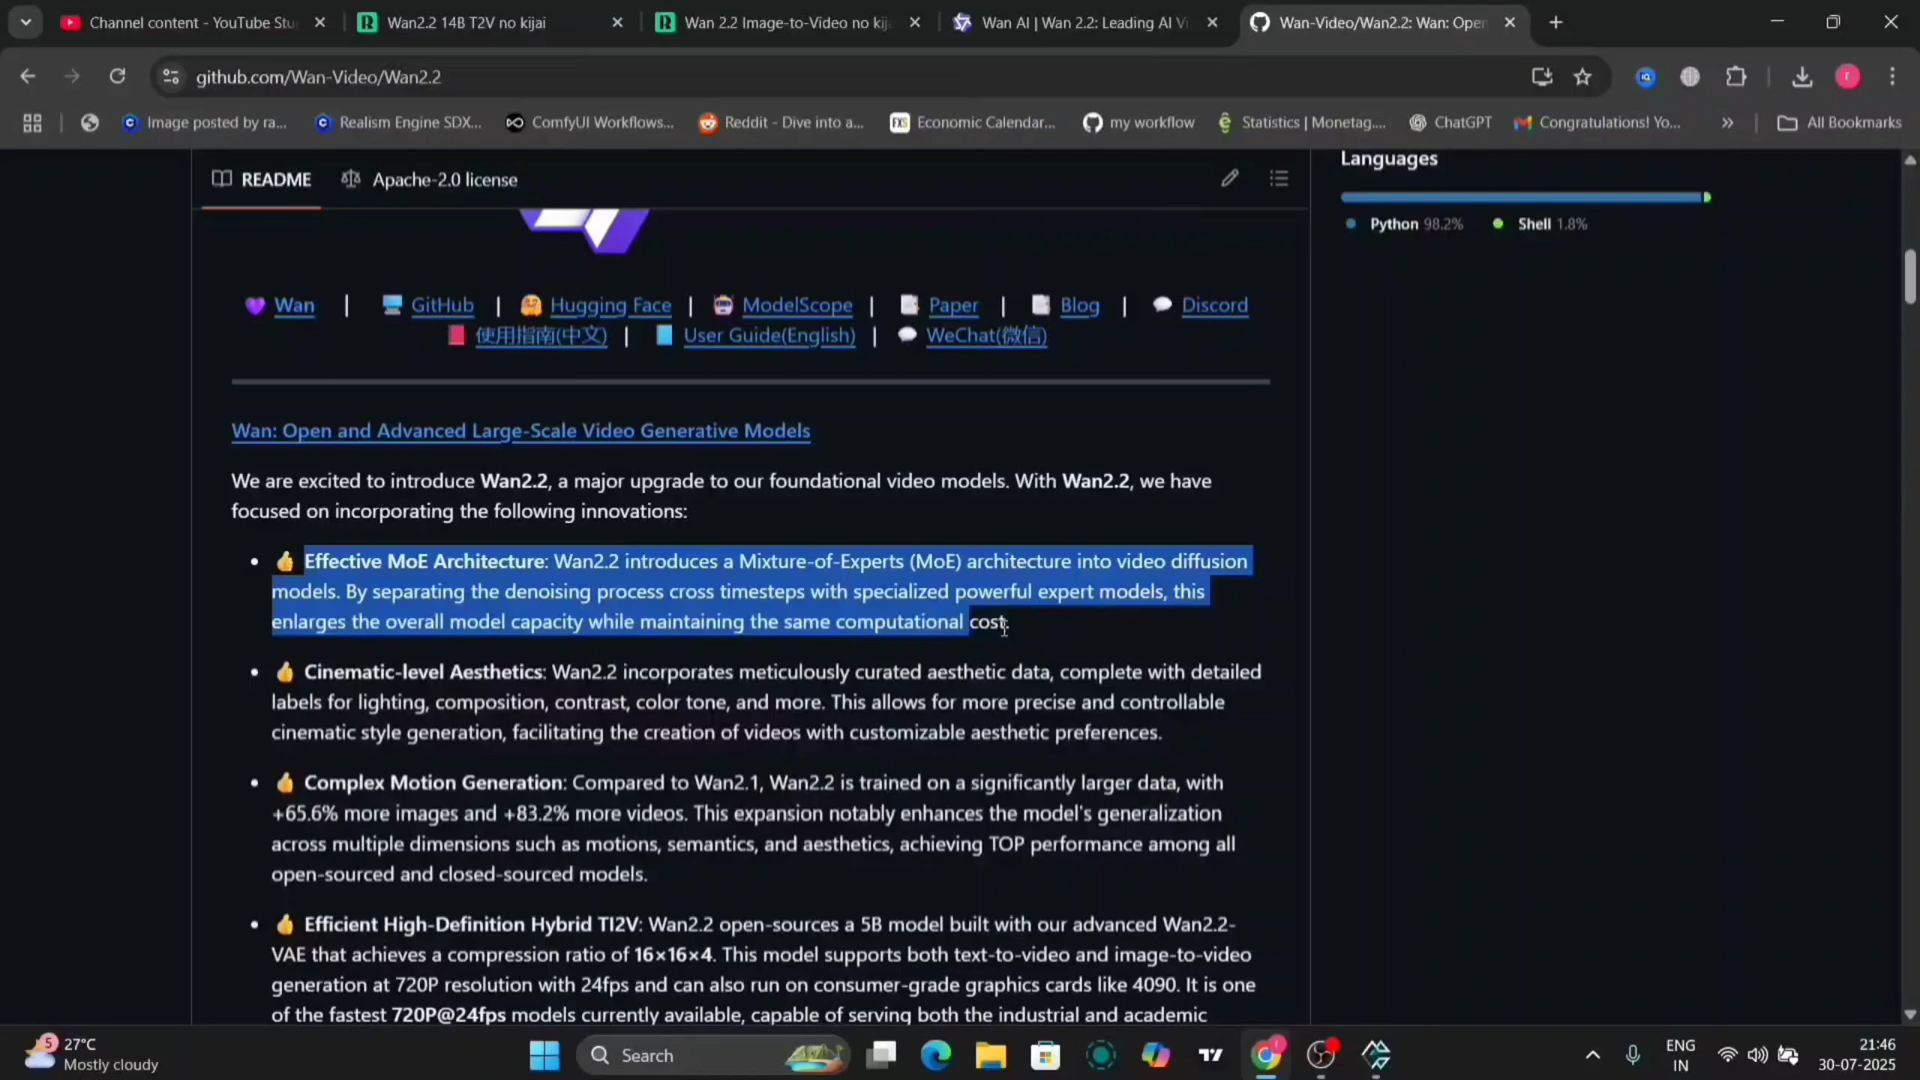 Channel content - YouTube Stu
Wan2.2 14B T2V no kijai
Wan 2.2 Image-to-Video no kij
Wan AI | Wan 2.2: Leading AI Vi
Wan-Video/Wan2.2: Wan: Open
github.com/Wan-Video/Wan2.2
Image posted by ra...
Realism Engine SDX...
ComfyUI Workflows...
Reddit - Dive into a...
Economic Calendar...
my workflow
Statistics | Monetag....
ChatGPT
Congratulations! Yo...
All Bookmarks
README
Apache-2.0 license
Languages
Python 98.2%
Shell 1.8%
Wan | GitHub | Hugging Face | ModelScope | Paper | Blog | Discord
使用指南(中文) | User Guide(English) | WeChat(微信)
Wan: Open and Advanced Large-Scale Video Generative Models
We are excited to introduce Wan2.2, a major upgrade to our foundational video models. With Wan2.2, we have
focused on incorporating the following innovations:
• 👍 Effective MoE Architecture: Wan2.2 introduces a Mixture-of-Experts (MoE) architecture into video diffusion
models. By separating the denoising process cross timesteps with specialized powerful expert models, this
enlarges the overall model capacity while maintaining the same computational cost.
• 👍 Cinematic-level Aesthetics: Wan2.2 incorporates meticulously curated aesthetic data, complete with detailed
labels for lighting, composition, contrast, color tone, and more. This allows for more precise and controllable
cinematic style generation, facilitating the creation of videos with customizable aesthetic preferences.
• 👍 Complex Motion Generation: Compared to Wan2.1, Wan2.2 is trained on a significantly larger data, with
+65.6% more images and +83.2% more videos. This expansion notably enhances the model's generalization
across multiple dimensions such as motions, semantics, and aesthetics, achieving TOP performance among all
open-sourced and closed-sourced models.
• 👍 Efficient High-Definition Hybrid TI2V: Wan2.2 open-sources a 5B model built with our advanced Wan2.2-
VAE that achieves a compression ratio of 16×16×4. This model supports both text-to-video and image-to-video
generation at 720P resolution with 24fps and can also run on consumer-grade graphics cards like 4090. It is one
of the fastest 720P@24fps models currently available, capable of serving both the industrial and academic
5
27°C
Mostly cloudy
Search
ENG
IN
21:46
30-07-2025